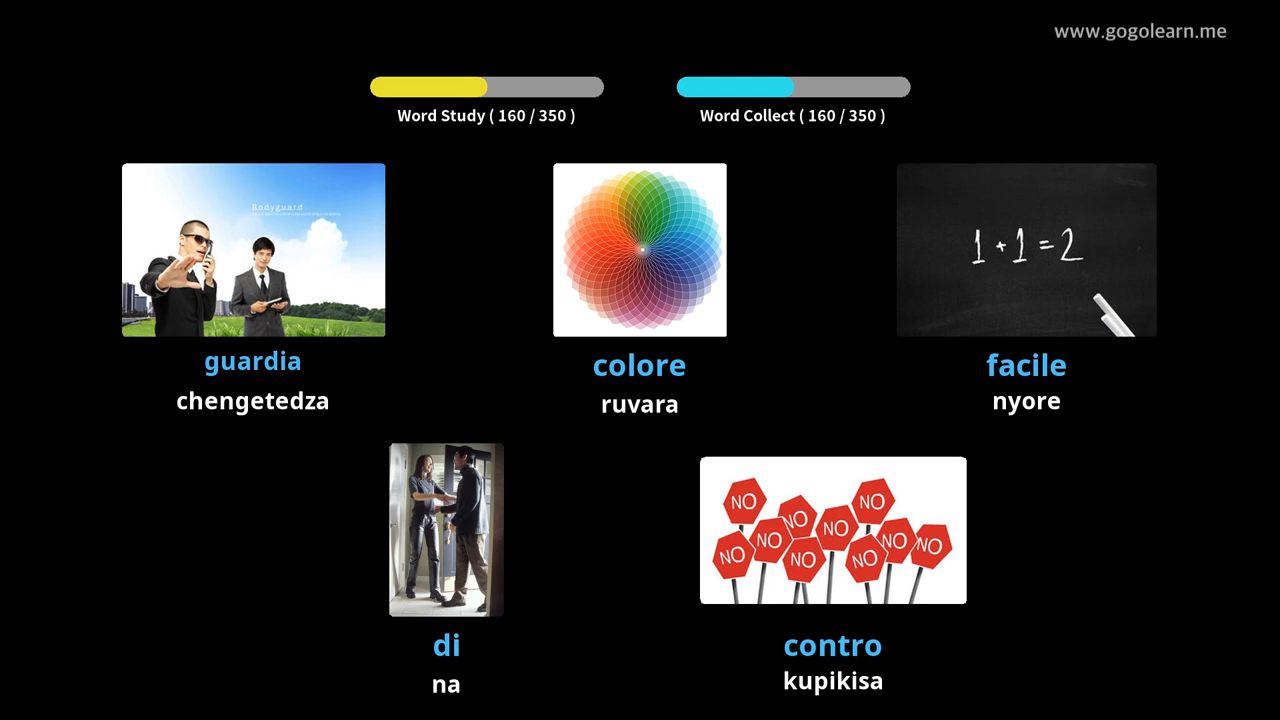 www.gogolearn.me
Word Study ( 160 / 350 )
Word Collect ( 160 / 350 )
Bodyguard
1 + 1 = 2
guardia
chengetedza
colore
ruvara
facile
nyore
NO
NO
NO
NO
NO
NO
NO
NO
NO
NO
di
na
contro
kupikisa